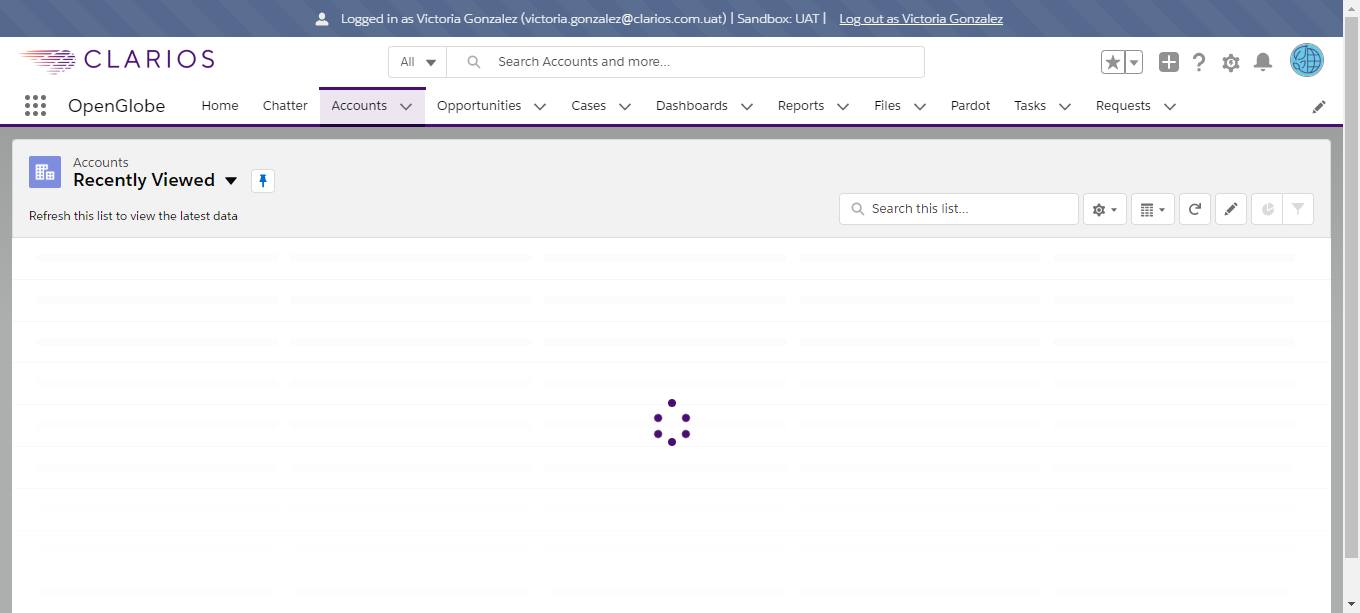 Logged in as Victoria Gonzalez (victoria.gonzalez@clarios.com.uat) | Sandbox: UAT | Log out as Victoria Gonzalez
CLARIOS
All
Search Accounts and more...
OpenGlobe
Home
Chatter
Accounts
Opportunities
Cases
Dashboards
Reports
Files
Pardot
Tasks
Requests
Accounts
Recently Viewed
Refresh this list to view the latest data
Search this list...